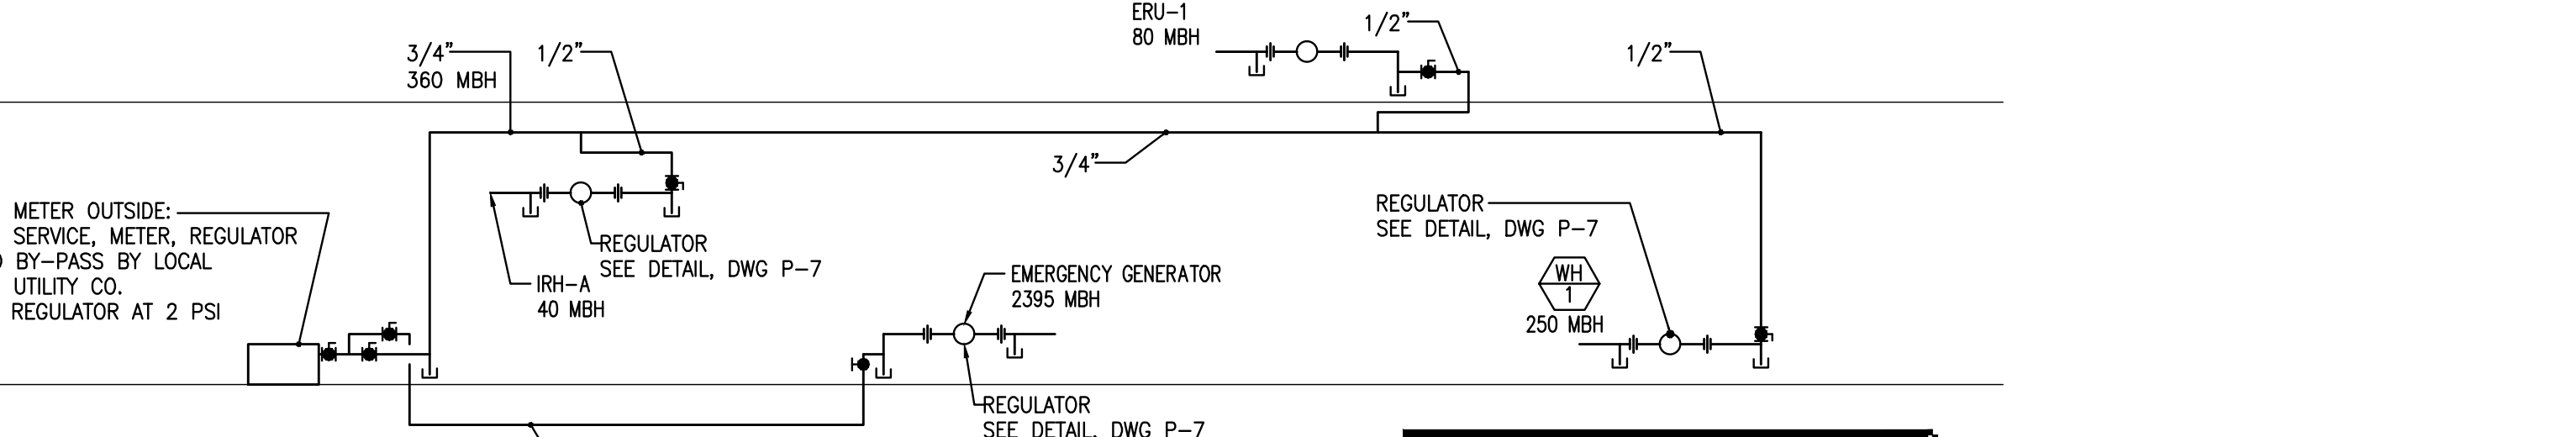 ERU-1
80 MBH
1/2"
3/4"
360 MBH
1/2"
1/2"
3/4"
METER OUTSIDE:
SERVICE, METER, REGULATOR
BY-PASS BY LOCAL
UTILITY CO.
REGULATOR AT 2 PSI
REGULATOR
SEE DETAIL, DWG P-7
IRH-A
40 MBH
EMERGENCY GENERATOR
2395 MBH
REGULATOR
SEE DETAIL, DWG P-7
REGULATOR
SEE DETAIL, DWG P-7
WH
1
250 MBH